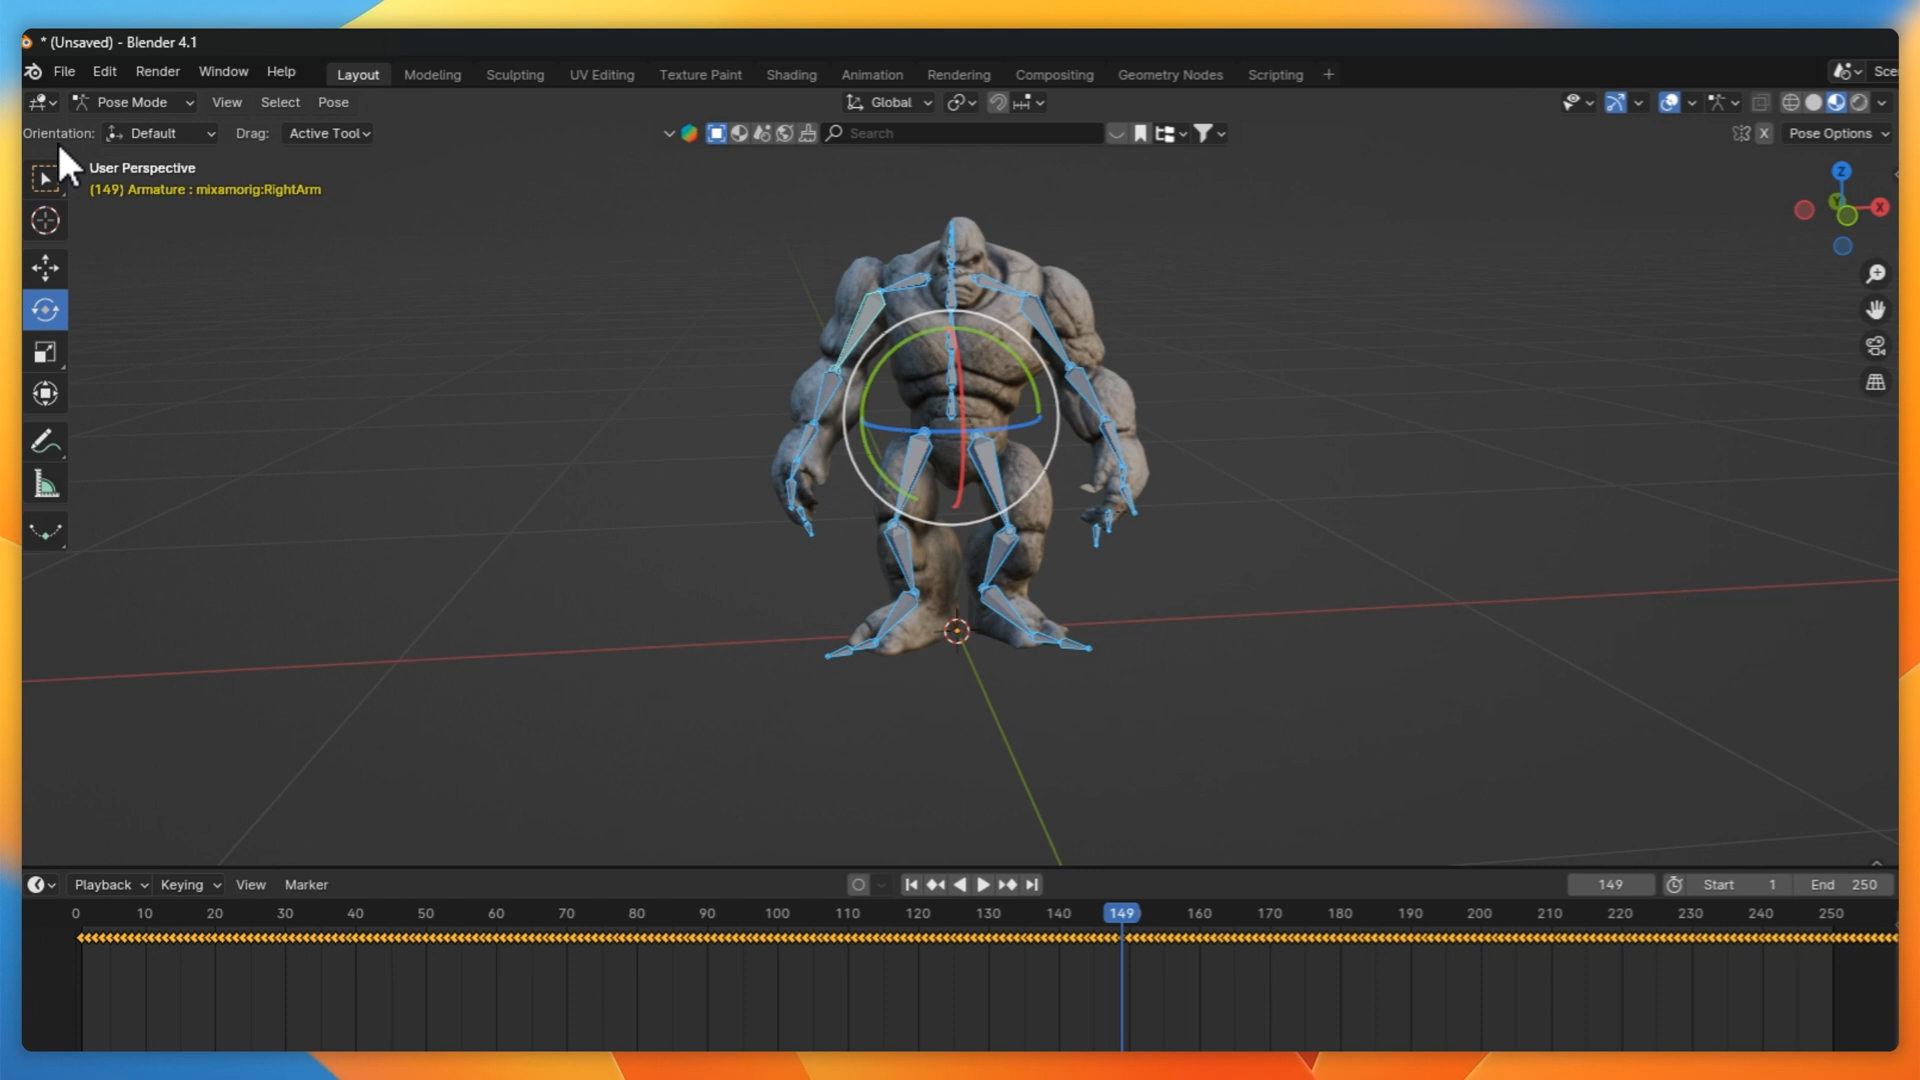 * (Unsaved) - Blender 4.1
File Edit Render Window Help Layout Modeling Sculpting UV Editing Texture Paint Shading Animation Rendering Compositing Geometry Nodes Scripting + Sce
Pose Mode View Select Pose Global
Orientation: Default Drag: Active Tool Search X Pose Options
User Perspective
(149) Armature : mixamorig:RightArm
Z
Y
X
Playback Keying View Marker 149 Start 1 End 250
0 10 20 30 40 50 60 70 80 90 100 110 120 130 140 149 160 170 180 190 200 210 220 230 240 250